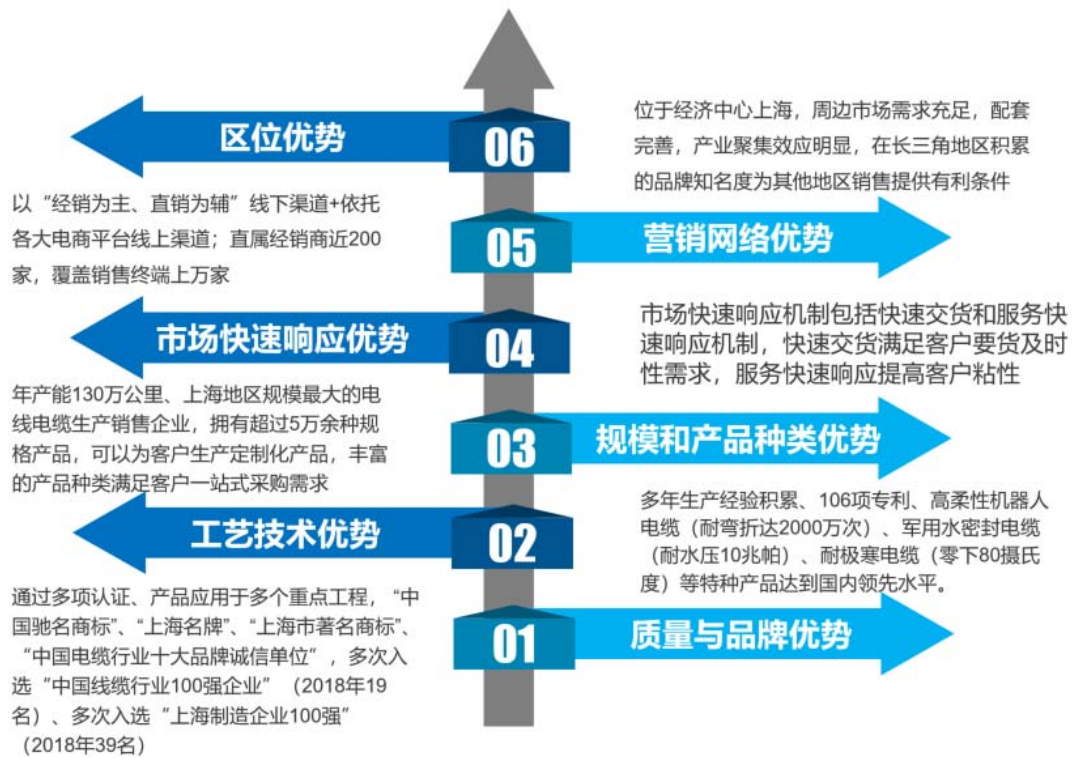 区位优势
06
位于经济中心上海，周边市场需求充足，配套
完善，产业聚集效应明显，在长三角地区积累
的品牌知名度为其他地区销售提供有利条件
以“经销为主、直销为辅”线下渠道+依托
各大电商平台线上渠道；直属经销商近200
家，覆盖销售终端上万家
05
营销网络优势
市场快速响应优势
04
市场快速响应机制包括快速交货和服务快
速响应机制，快速交货满足客户要货及时
性需求，服务快速响应提高客户粘性
年产能130万公里、上海地区规模最大的电
线电缆生产销售企业，拥有超过5万余种规
格产品，可以为客户生产定制化产品，丰富
的产品种类满足客户一站式采购需求
03
规模和产品种类优势
工艺技术优势
02
多年生产经验积累、106项专利、高柔性机器人
电缆（耐弯折达2000万次）、军用水密封电缆
（耐水压10兆帕）、耐极寒电缆（零下80摄氏
度）等特种产品达到国内领先水平。
通过多项认证、产品应用于多个重点工程，“中
国驰名商标”、“上海名牌”、“上海市著名商标”、
“中国电缆行业十大品牌诚信单位”，多次入
选“中国线缆行业100强企业”（2018年19
名）、多次入选“上海制造企业100强”
（2018年39名）
01
质量与品牌优势